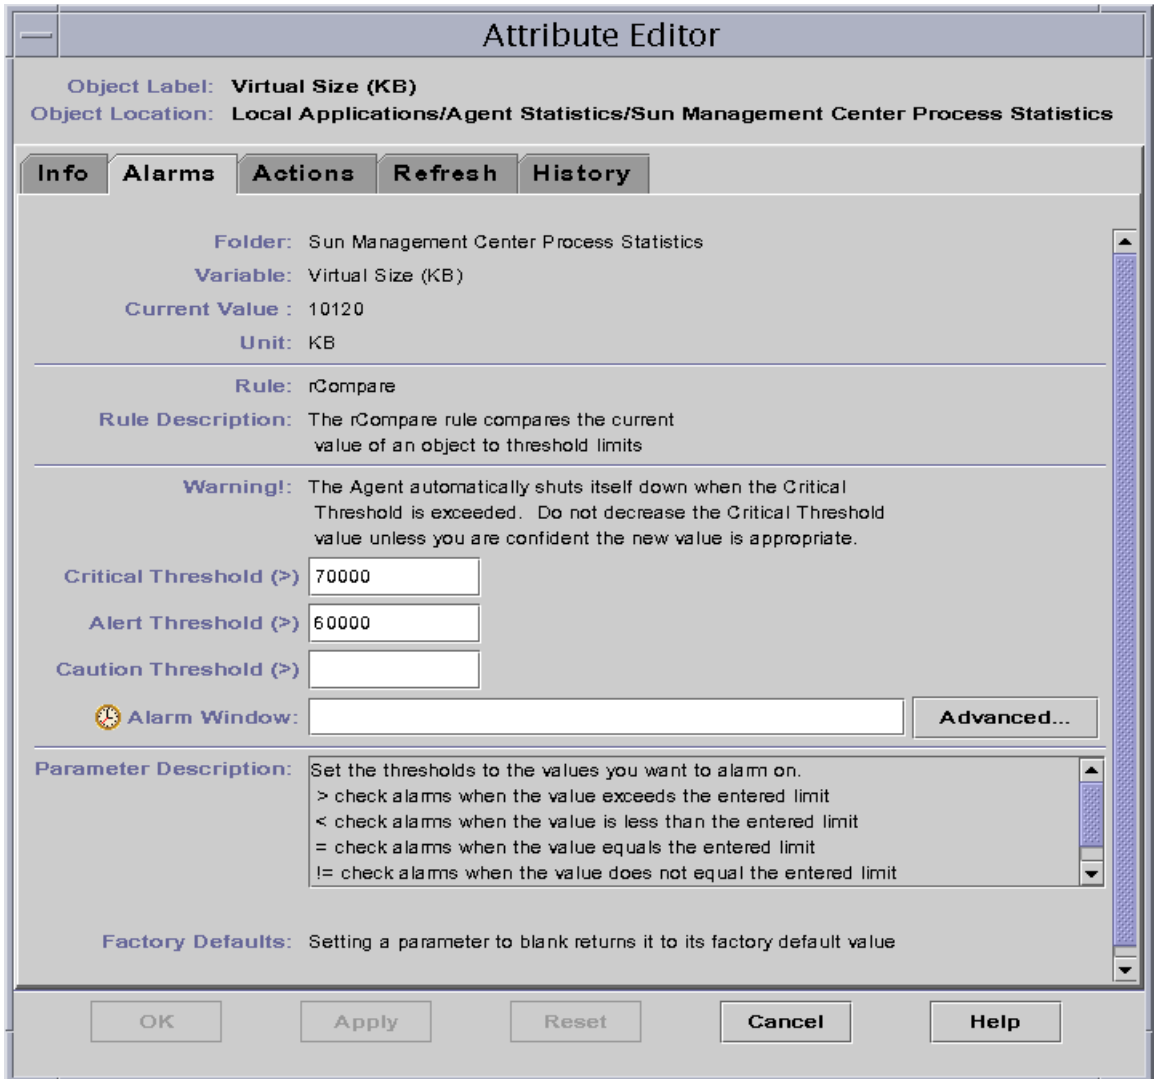 Attribute Editor
Object Label: Virtual Size (KB)
Object Location: Local Applications/Agent Statistics/Sun Management Center Process Statistics
Info Alarms Actions Refresh History
Folder: Sun Management Center Process Statistics
Variable: Virtual Size (KB)
Current Value : 10120
Unit: KB
Rule: rCompare
Rule Description: The rCompare rule compares the current
value of an object to threshold limits
Warning!: The Agent automatically shuts itself down when the Critical
Threshold is exceeded. Do not decrease the Critical Threshold
value unless you are confident the new value is appropriate.
Critical Threshold (>) 70000
Alert Threshold (>) 60000
Caution Threshold (>)
Alarm Window: Advanced...
Parameter Description: Set the thresholds to the values you want to alarm on.
> check alarms when the value exceeds the entered limit
< check alarms when the value is less than the entered limit
= check alarms when the value equals the entered limit
!= check alarms when the value does not equal the entered limit
Factory Defaults: Setting a parameter to blank returns it to its factory default value
OK Apply Reset Cancel Help